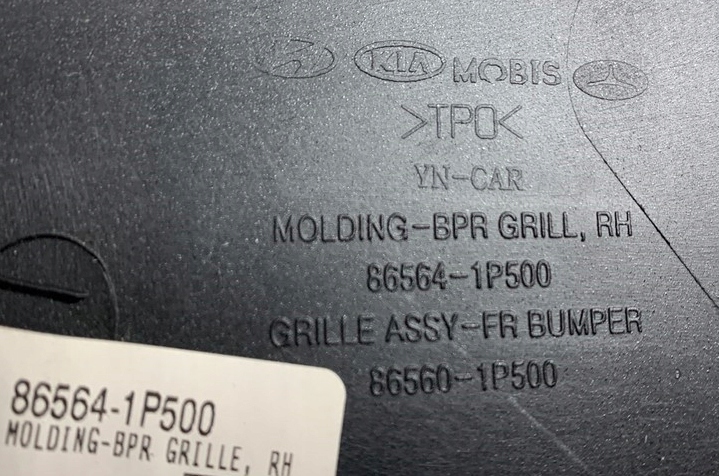 KIA MOBIS
>TPO<
YN-CAR
MOLDING-BPR GRILL, RH
86564-1P500
GRILLE ASSY-FR BUMPER
86560-1P500
86564-1P500
MOLDING-BPR GRILLE, RH